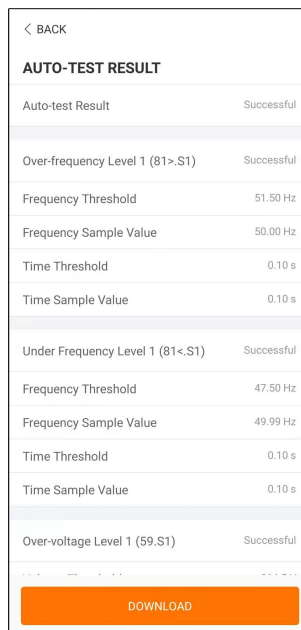 < BACK
AUTO-TEST RESULT
Auto-test Result Successful
Over-frequency Level 1 (81>.S1) Successful
Frequency Threshold 51.50 Hz
Frequency Sample Value 50.00 Hz
Time Threshold 0.10 s
Time Sample Value 0.10 s
Under Frequency Level 1 (81<.S1) Successful
Frequency Threshold 47.50 Hz
Frequency Sample Value 49.99 Hz
Time Threshold 0.10 s
Time Sample Value 0.10 s
Over-voltage Level 1 (59.S1) Successful
DOWNLOAD